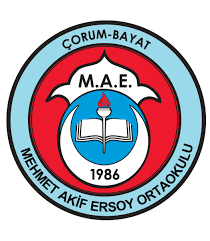 ÇORUM-BAYAT
M.A.E.
1986
MEHMET AKİF ERSOY ORTAOKULU